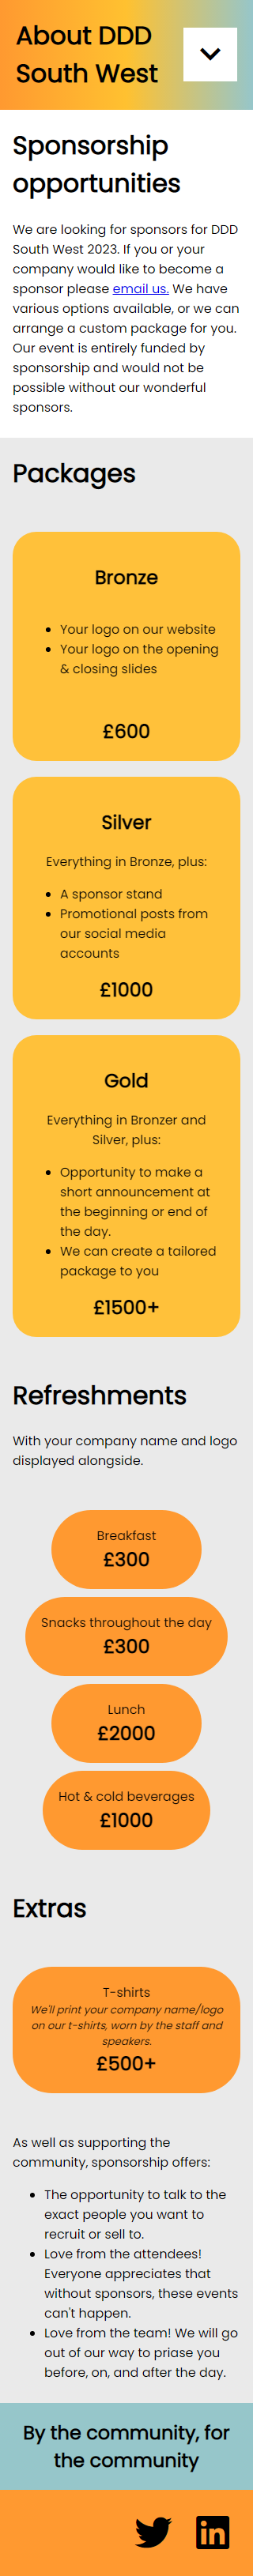 About DDD
South West
Sponsorship
opportunities
We are looking for sponsors for DDD
South West 2023. If you or your
company would like to become a
sponsor please email us. We have
various options available, or we can
arrange a custom package for you.
Our event is entirely funded by
sponsorship and would not be
possible without our wonderful
sponsors.
Packages
Bronze
• Your logo on our website
• Your logo on the opening
& closing slides
£600
Silver
Everything in Bronze, plus:
• A sponsor stand
• Promotional posts from
our social media
accounts
£1000
Gold
Everything in Bronzer and
Silver, plus:
• Opportunity to make a
short announcement at
the beginning or end of
the day.
• We can create a tailored
package to you
£1500+
Refreshments
With your company name and logo
displayed alongside.
Breakfast
£300
Snacks throughout the day
£300
Lunch
£2000
Hot & cold beverages
£1000
Extras
T-shirts
We'll print your company name/logo
on our t-shirts, worn by the staff and
speakers.
£500+
As well as supporting the
community, sponsorship offers:
• The opportunity to talk to the
exact people you want to
recruit or sell to.
• Love from the attendees!
Everyone appreciates that
without sponsors, these events
can't happen.
• Love from the team! We will go
out of our way to priase you
before, on, and after the day.
By the community, for
the community
in